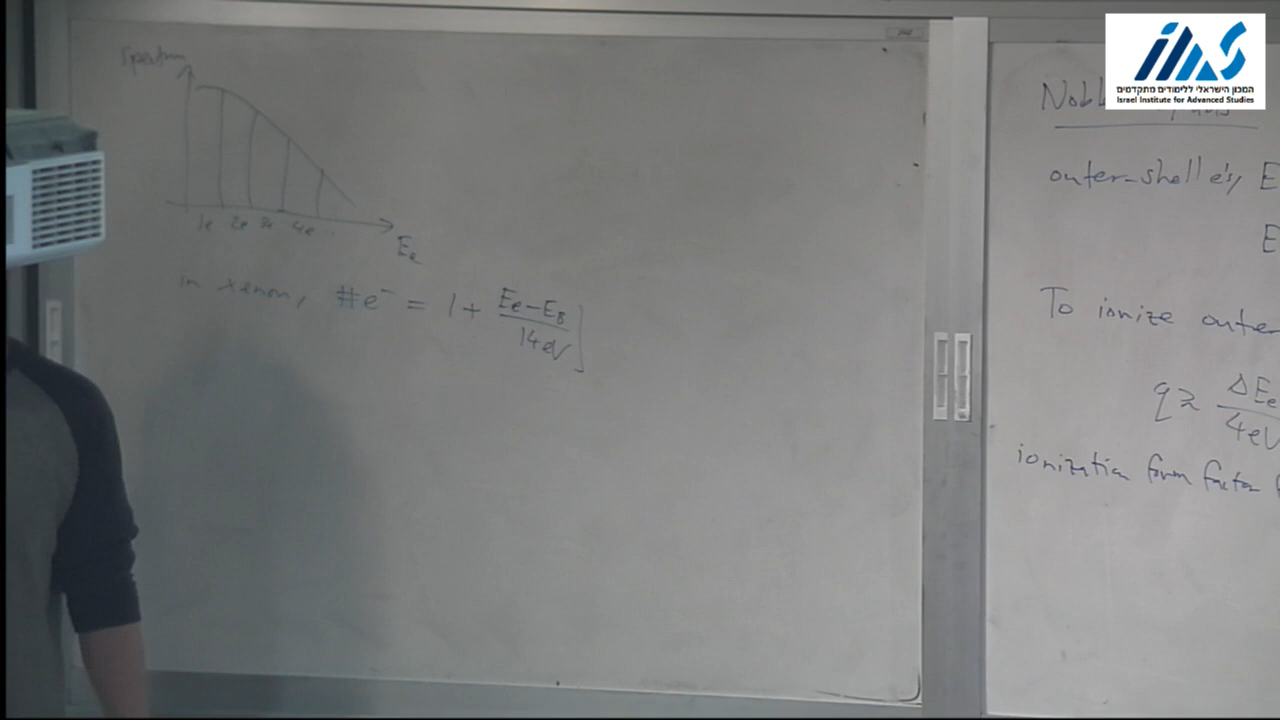 Spectrum
1e 2e 3e 4e . .
Ee
in xenon, #e⁻ = 1 + (Ee - EB)/14eV ⌋
המכון הישראלי ללימודים מתקדמים
Israel Institute for Advanced Studies
outer-shell e's, E
E
To ionize outer
q ≳ ΔEe/4eV
ionization form factor